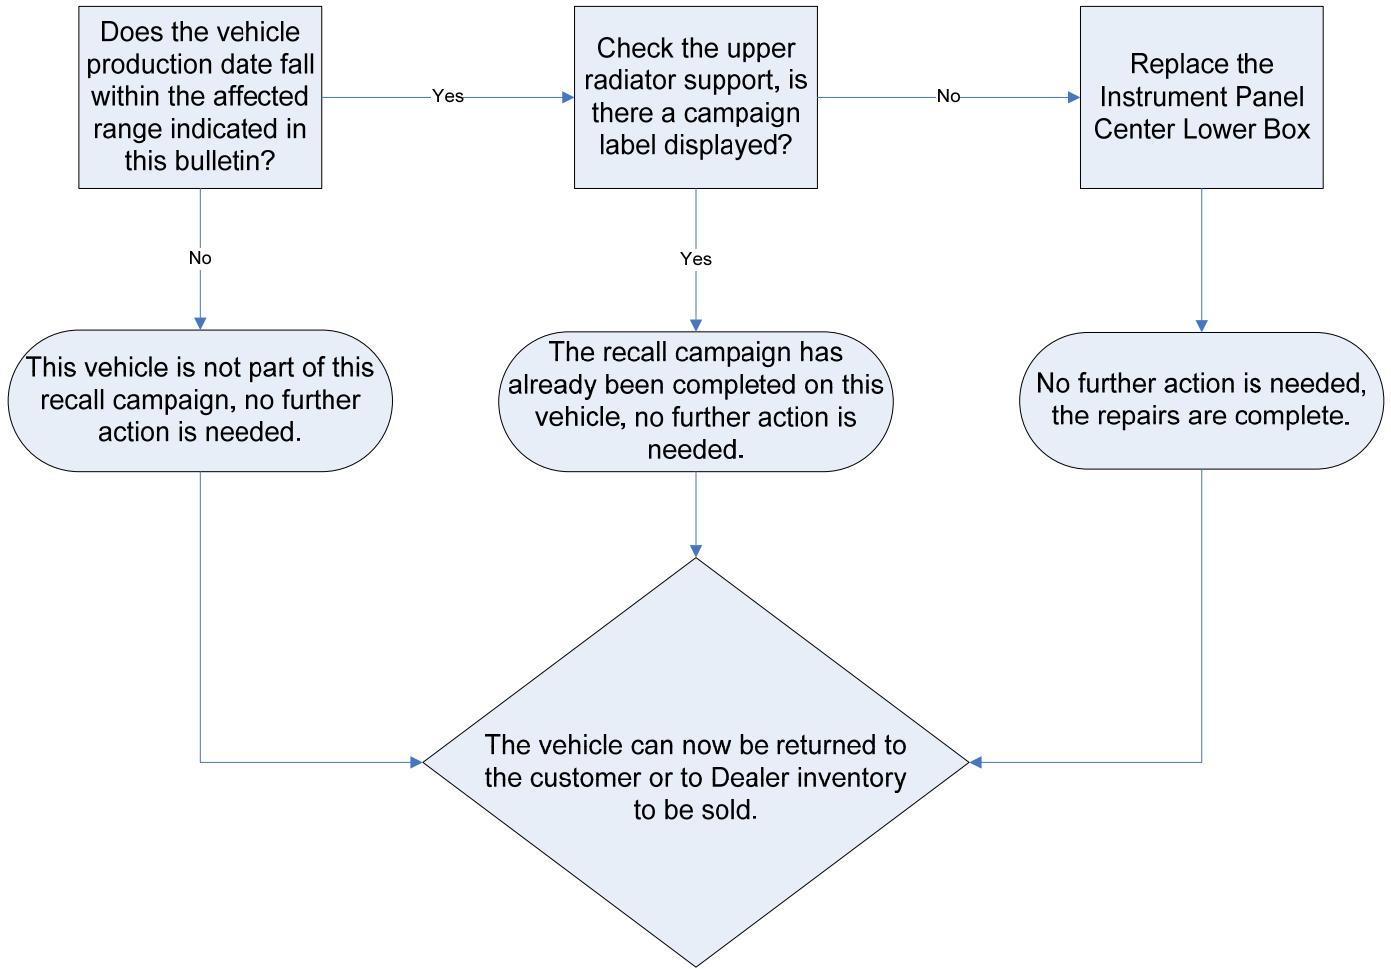 Does the vehicle
production date fall
within the affected
range indicated in
this bulletin?
Yes
Check the upper
radiator support, is
there a campaign
label displayed?
No
Replace the
Instrument Panel
Center Lower Box
No
Yes
This vehicle is not part of this
recall campaign, no further
action is needed.
The recall campaign has
already been completed on this
vehicle, no further action is
needed.
No further action is needed,
the repairs are complete.
The vehicle can now be returned to
the customer or to Dealer inventory
to be sold.